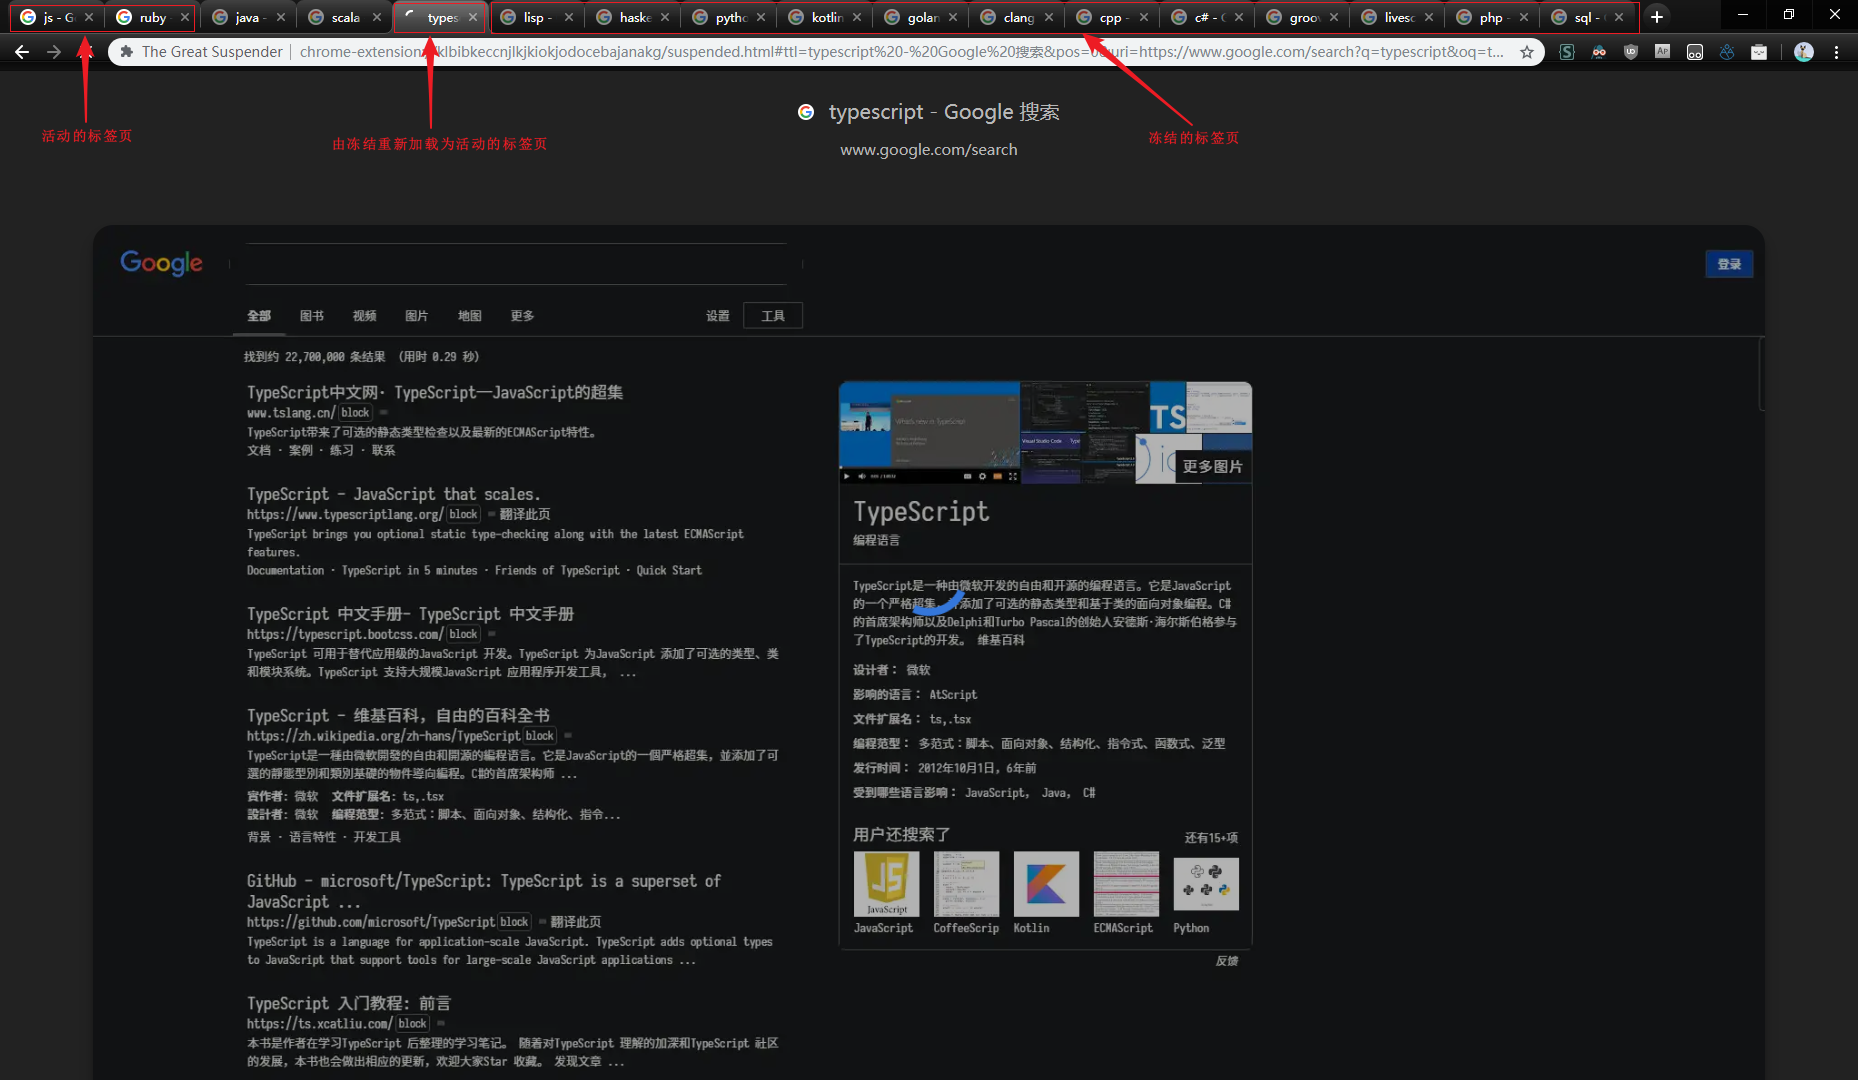 js - G
ruby
java -
scala
types
lisp -
haske
pytho
kotlin
golan
clang
cpp -
c# - G
groov
livesc
php -
sql -
The Great Suspender
chrome-extension
klbibkeccnjlkjkiokjodocebajanakg/suspended.html#ttl=typescript%20-%20Google%20搜索&pos=0
uri=https://www.google.com/search?q=typescript&oq=t...
活动的标签页
由冻结重新加载为活动的标签页
冻结的标签页
typescript - Google 搜索
www.google.com/search
Google
登录
全部 图书 视频 图片 地图 更多 设置 工具
找到约 22,700,000 条结果 （用时 0.29 秒）
TypeScript中文网· TypeScript——JavaScript的超集
www.tslang.cn/ block
TypeScript带来了可选的静态类型检查以及最新的ECMAScript特性。
文档 · 案例 · 练习 · 联系
TypeScript - JavaScript that scales.
https://www.typescriptlang.org/ block 翻译此页
TypeScript brings you optional static type-checking along with the latest ECMAScript
features.
Documentation · TypeScript in 5 minutes · Friends of TypeScript · Quick Start
TypeScript 中文手册- TypeScript 中文手册
https://typescript.bootcss.com/ block
TypeScript 可用于替代应用级的JavaScript 开发。TypeScript 为JavaScript 添加了可选的类型、类
和模块系统。TypeScript 支持大规模JavaScript 应用程序开发工具， ...
TypeScript - 维基百科，自由的百科全书
https://zh.wikipedia.org/zh-hans/TypeScript block
TypeScript是一種由微軟開發的自由和開源的編程语言。它是JavaScript的一個严格超集，並添加了可
選的靜態型別和類別基礎的物件導向編程。C#的首席架构师 ...
實作者: 微软 文件扩展名: ts,.tsx
設計者: 微软 编程范型: 多范式：脚本、面向对象、结构化、指令...
背景 · 语言特性 · 开发工具
GitHub - microsoft/TypeScript: TypeScript is a superset of
JavaScript ...
https://github.com/microsoft/TypeScript block 翻译此页
TypeScript is a language for application-scale JavaScript. TypeScript adds optional types
to JavaScript that support tools for large-scale JavaScript applications ...
TypeScript 入门教程: 前言
https://ts.xcatliu.com/ block
本书是作者在学习TypeScript 后整理的学习笔记。 随着对TypeScript 理解的加深和TypeScript 社区
的发展，本书也会做出相应的更新，欢迎大家Star 收藏。 发现文章 ...
What's new in TypeScript
Visual Studio Code
TS
更多图片
TypeScript
编程语言
TypeScript是一种由微软开发的自由和开源的编程语言。它是JavaScript
的一个严格超集，并添加了可选的静态类型和基于类的面向对象编程。C#
的首席架构师以及Delphi和Turbo Pascal的创始人安德斯·海尔斯伯格参与
了TypeScript的开发。 维基百科
设计者： 微软
影响的语言： AtScript
文件扩展名： ts,.tsx
编程范型： 多范式：脚本、面向对象、结构化、指令式、函数式、泛型
发行时间： 2012年10月1日，6年前
受到哪些语言影响： JavaScript， Java， C#
用户还搜索了
还有15+项
JS
JavaScript
JavaScript CoffeeScrip Kotlin ECMAScript Python
反馈